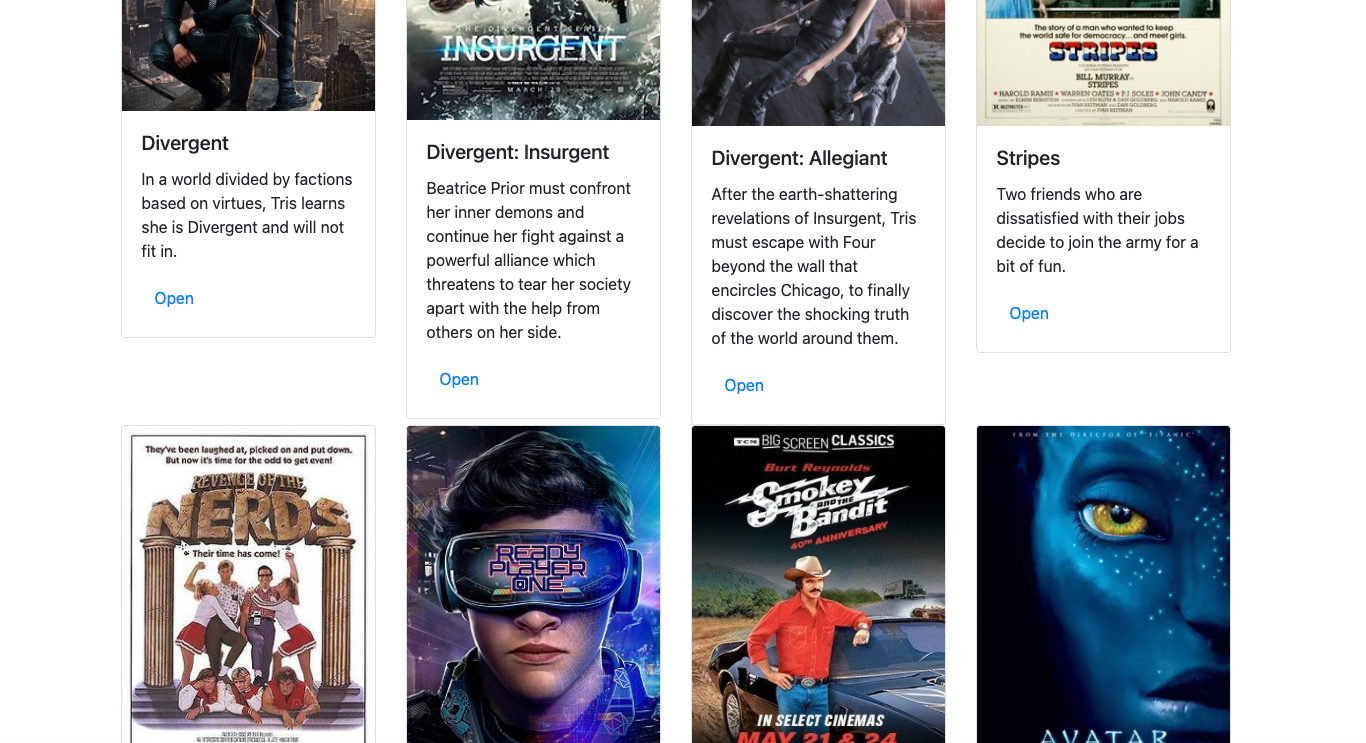 THE DIVERGENT SERIES
INSURGENT
MARCH 20
The story of a man who wanted to keep
the world safe for democracy...and meet girls.
STRIPES
BILL MURRAY
STRIPES
HAROLD RAMIS ★ WARREN OATES ★ P.J. SOLES ★ JOHN CANDY ★
Divergent
In a world divided by factions
based on virtues, Tris learns
she is Divergent and will not
fit in.
Open
Divergent: Insurgent
Beatrice Prior must confront
her inner demons and
continue her fight against a
powerful alliance which
threatens to tear her society
apart with the help from
others on her side.
Open
Divergent: Allegiant
After the earth-shattering
revelations of Insurgent, Tris
must escape with Four
beyond the wall that
encircles Chicago, to finally
discover the shocking truth
of the world around them.
Open
Stripes
Two friends who are
dissatisfied with their jobs
decide to join the army for a
bit of fun.
Open
They've been laughed at, picked on and put down.
But now it's time for the odd to get even!
REVENGE OF THE
NERDS
Their time has come!
READY
PLAYER
ONE
TCM BIG SCREEN CLASSICS
Burt Reynolds
Smokey
AND THE
Bandit
40TH ANNIVERSARY
IN SELECT CINEMAS
MAY 21 & 24
FROM THE DIRECTOR OF "TITANIC"
AVATAR